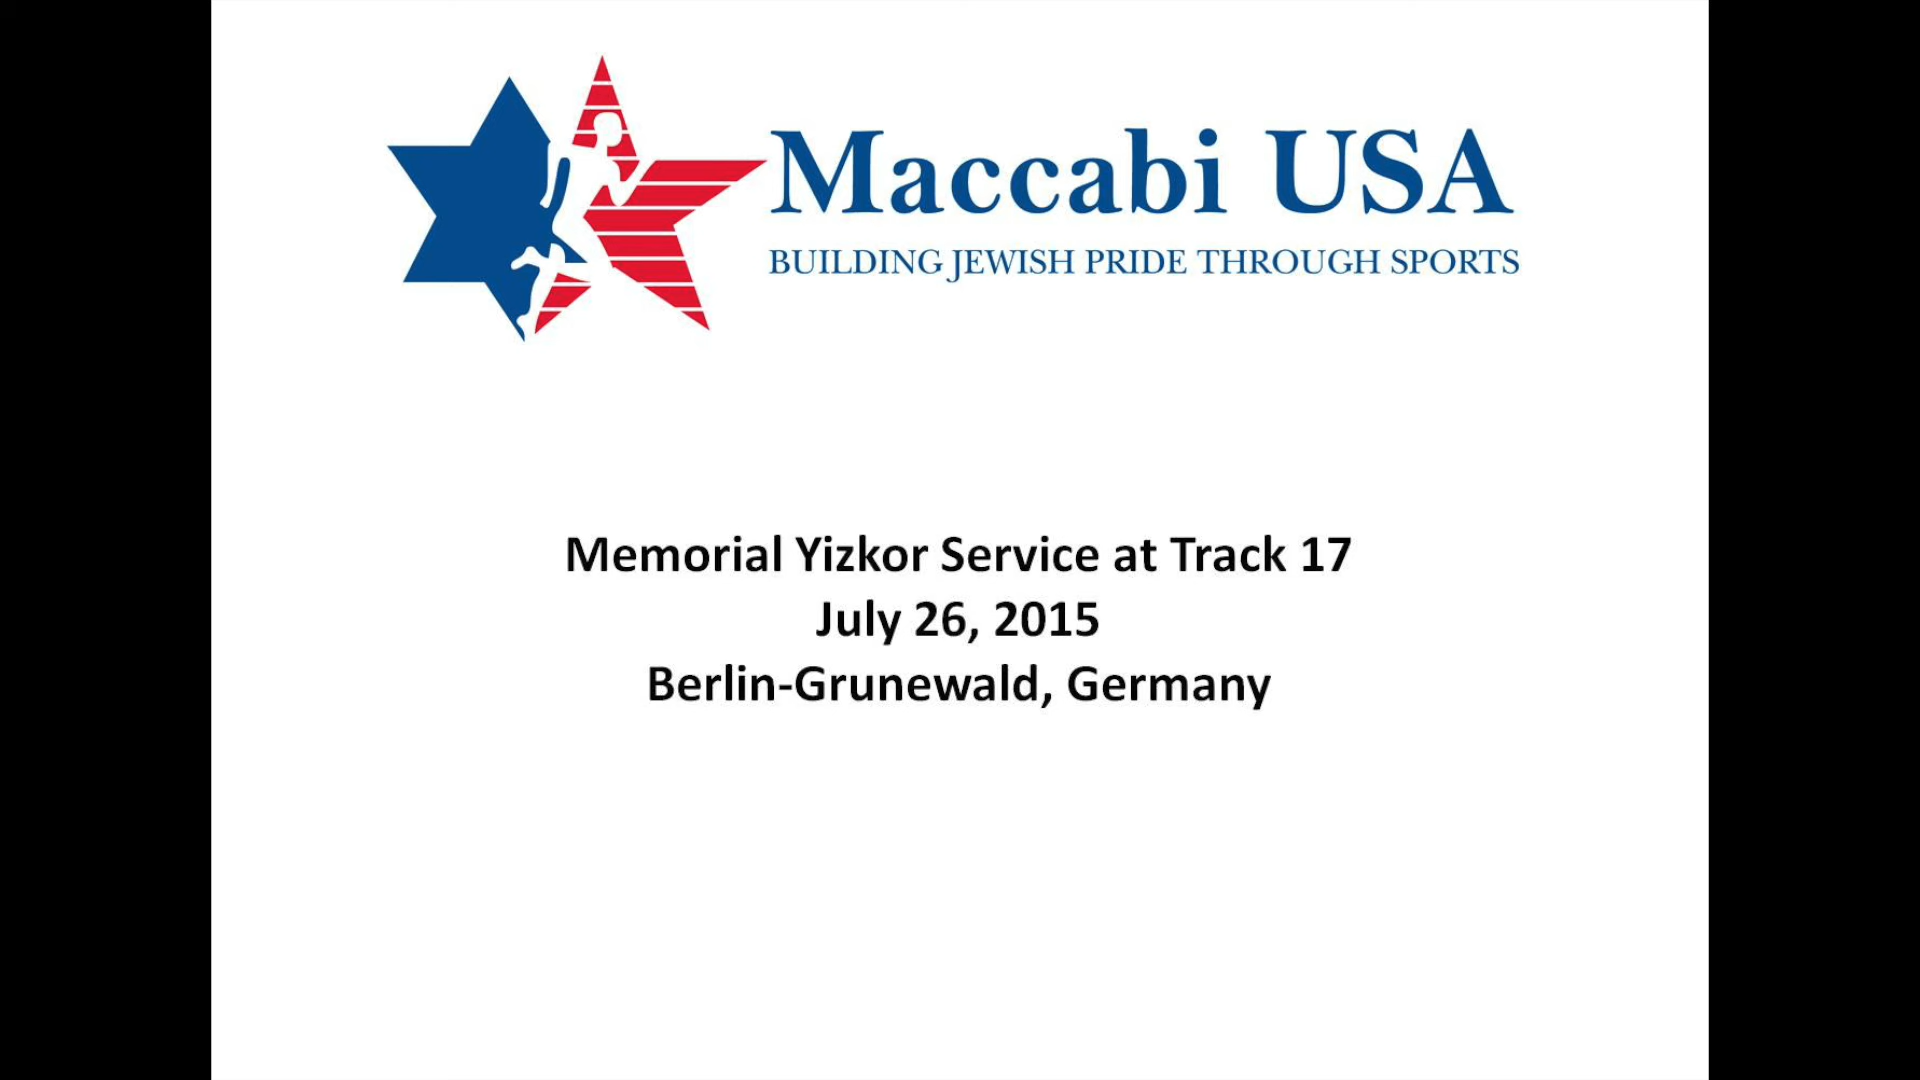 Maccabi USA
BUILDING JEWISH PRIDE THROUGH SPORTS
Memorial Yizkor Service at Track 17
July 26, 2015
Berlin-Grunewald, Germany